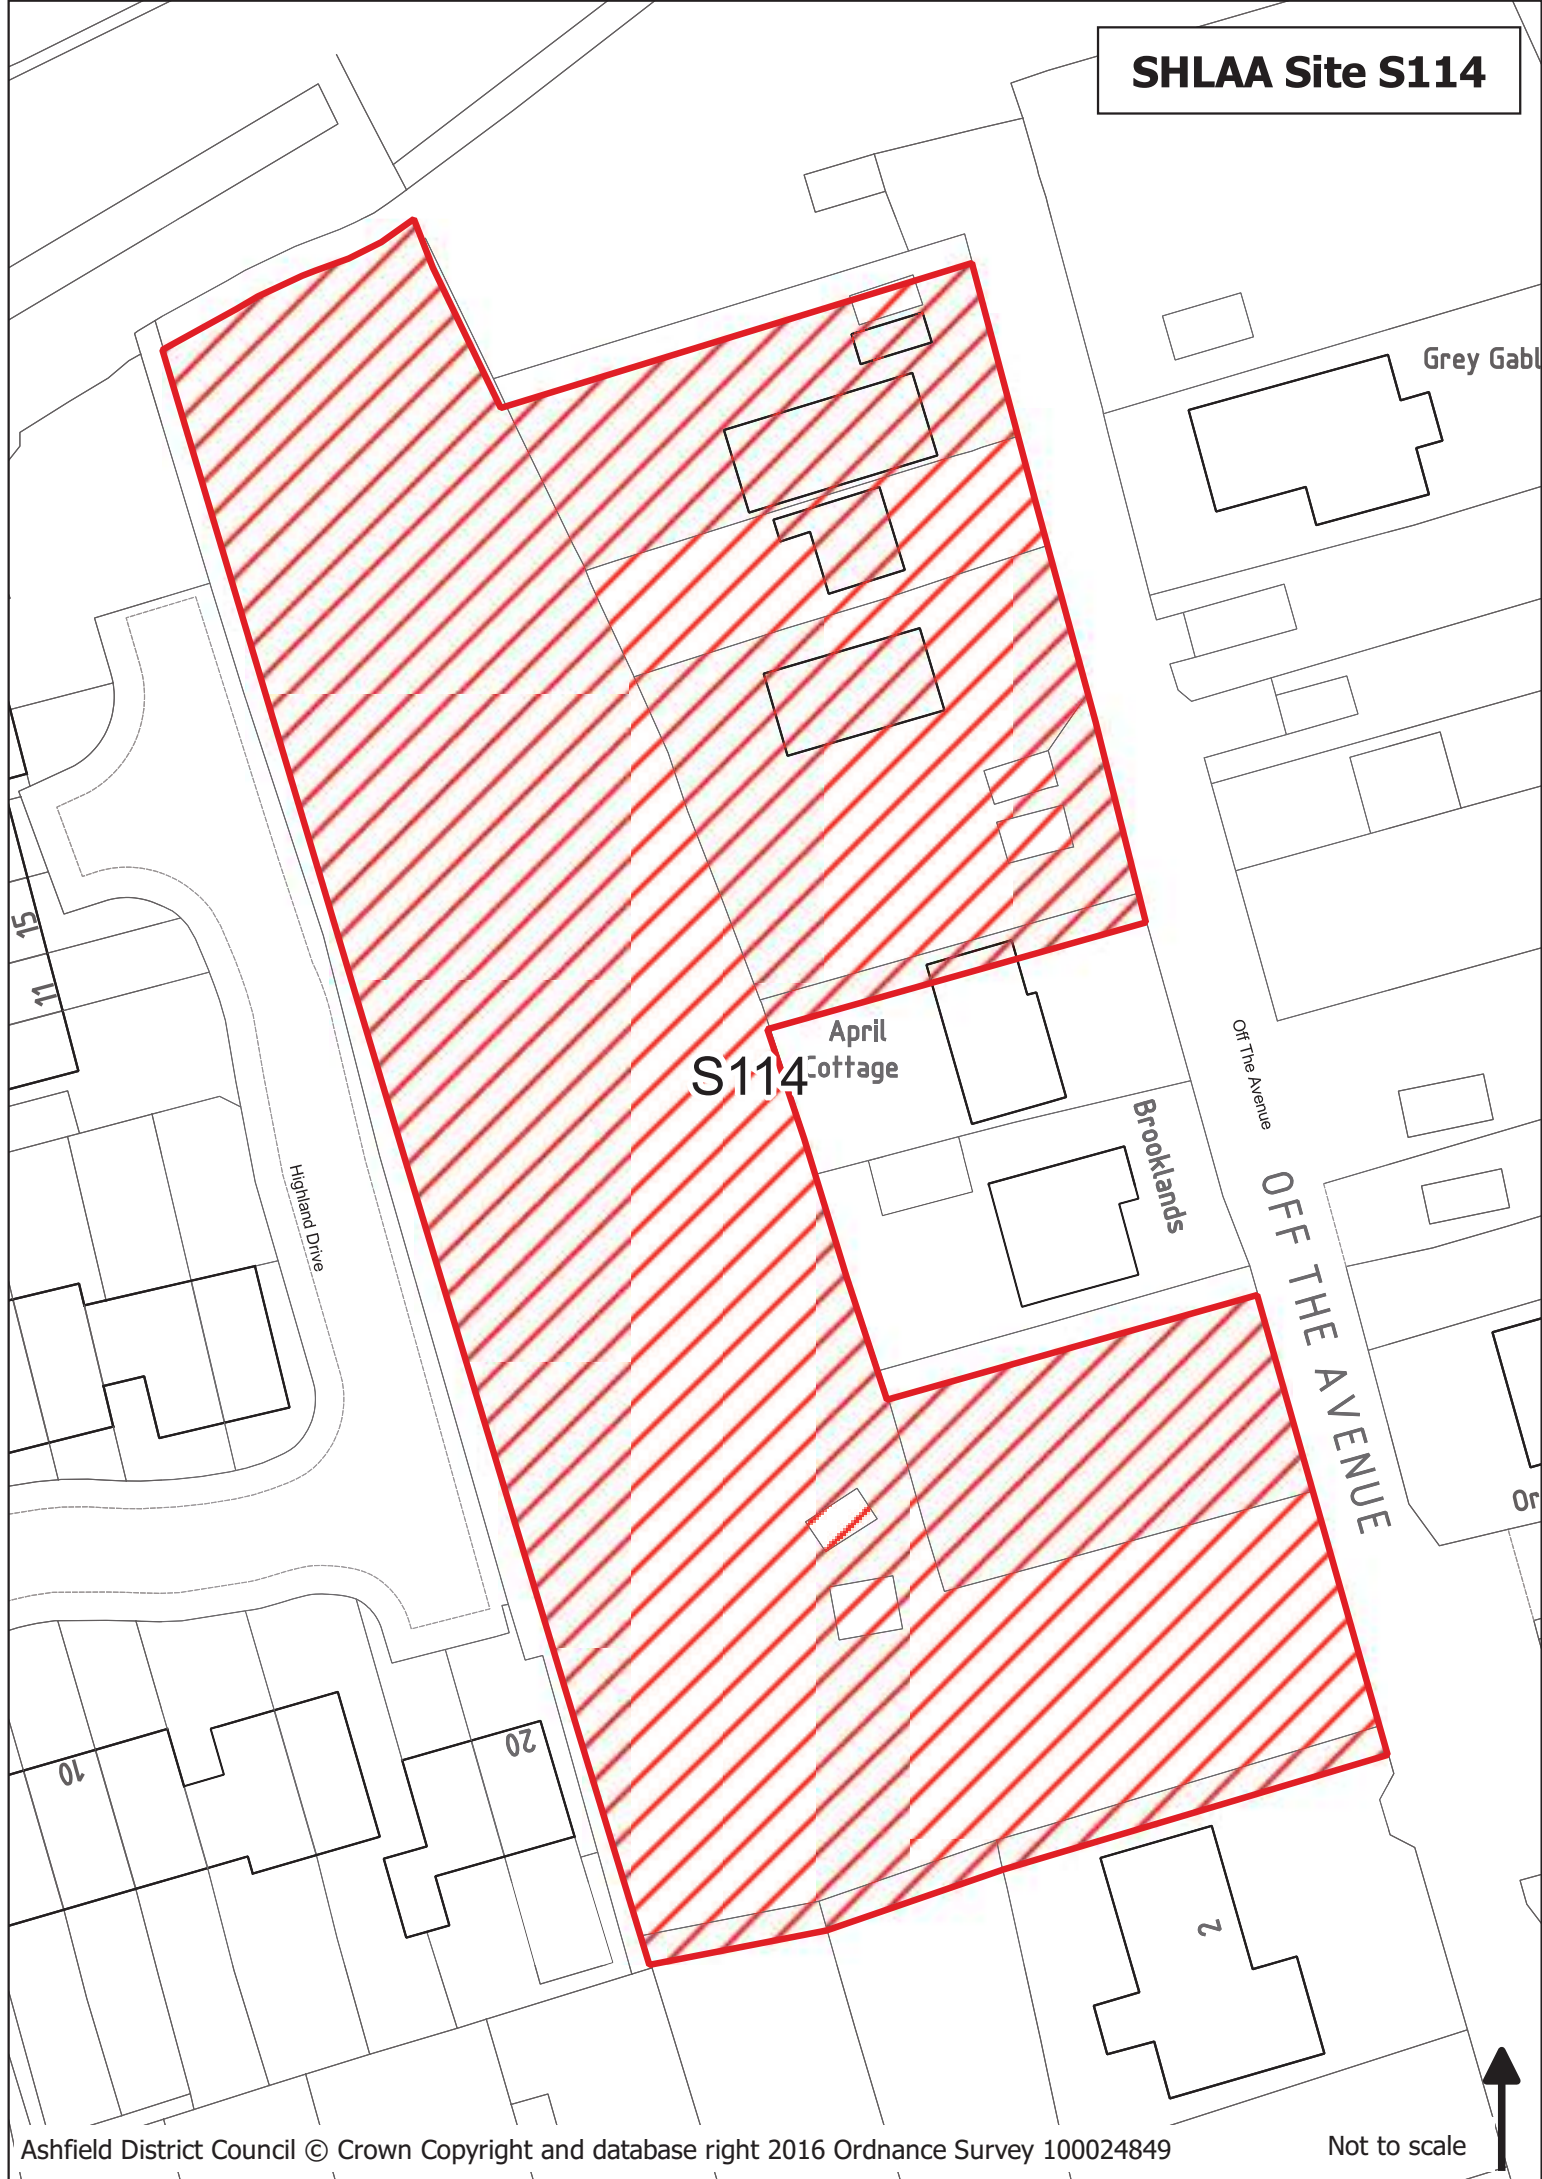 SHLAA Site S114
Grey Gabl
15
11
April
Cottage
S114
Off The Avenue
Brooklands
Highland Drive
OFF THE AVENUE
Or
20
10
2
Ashfield District Council © Crown Copyright and database right 2016 Ordnance Survey 100024849
Not to scale